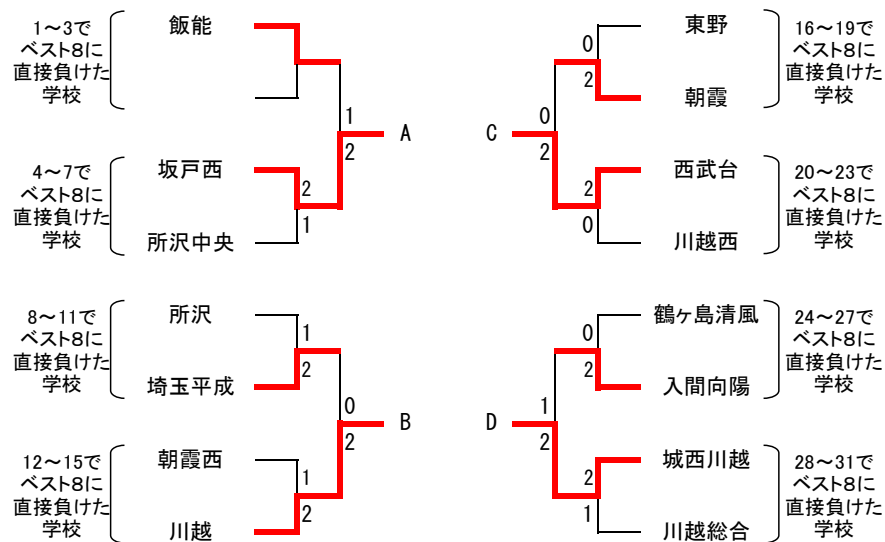 1～3で
ベスト8に
直接負けた
学校
飯能
1
2
A
4～7で
ベスト8に
直接負けた
学校
坂戸西
2
1
所沢中央
8～11で
ベスト8に
直接負けた
学校
所沢
1
2
埼玉平成
0
2
B
12～15で
ベスト8に
直接負けた
学校
朝霞西
1
2
川越
東野
0
2
朝霞
16～19で
ベスト8に
直接負けた
学校
C
0
2
西武台
2
0
川越西
20～23で
ベスト8に
直接負けた
学校
鶴ヶ島清風
0
2
入間向陽
24～27で
ベスト8に
直接負けた
学校
D
1
2
城西川越
2
1
川越総合
28～31で
ベスト8に
直接負けた
学校